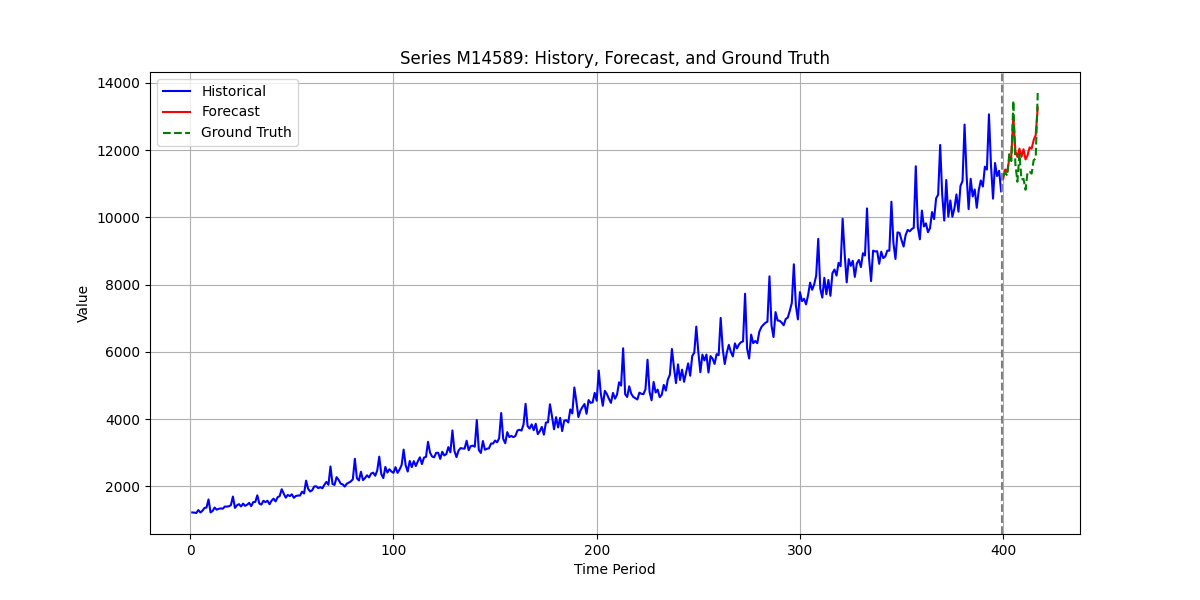 Series M14589: History, Forecast, and Ground Truth
14000
12000
10000
8000
6000
4000
2000
Value
Historical
Forecast
Ground Truth
0
100
200
300
400
Time Period